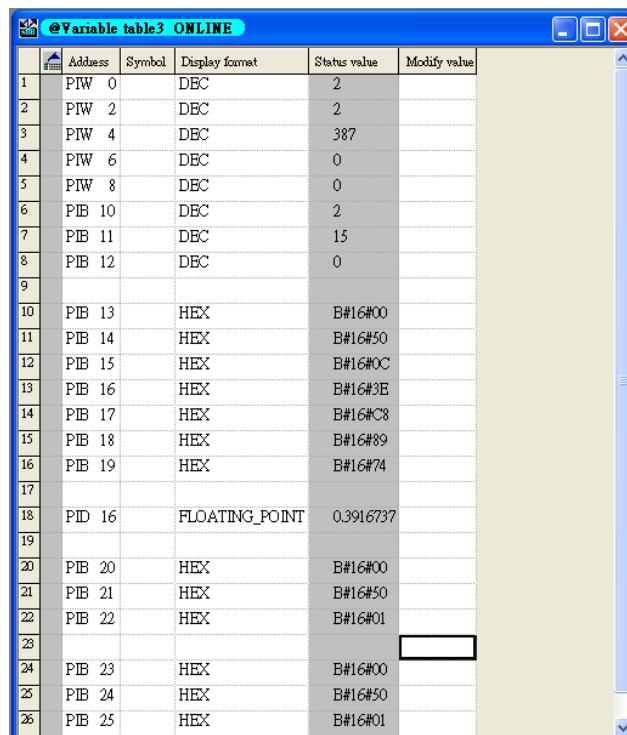 @Variable table3 ONLINE
Address Symbol Display format Status value Modify value
1 PIW 0 DEC 2
2 PIW 2 DEC 2
3 PIW 4 DEC 387
4 PIW 6 DEC 0
5 PIW 8 DEC 0
6 PIB 10 DEC 2
7 PIB 11 DEC 15
8 PIB 12 DEC 0
9
10 PIB 13 HEX B#16#00
11 PIB 14 HEX B#16#50
12 PIB 15 HEX B#16#0C
13 PIB 16 HEX B#16#3E
14 PIB 17 HEX B#16#C8
15 PIB 18 HEX B#16#89
16 PIB 19 HEX B#16#74
17
18 PID 16 FLOATING_POINT 0.3916737
19
20 PIB 20 HEX B#16#00
21 PIB 21 HEX B#16#50
22 PIB 22 HEX B#16#01
23
24 PIB 23 HEX B#16#00
25 PIB 24 HEX B#16#50
26 PIB 25 HEX B#16#01